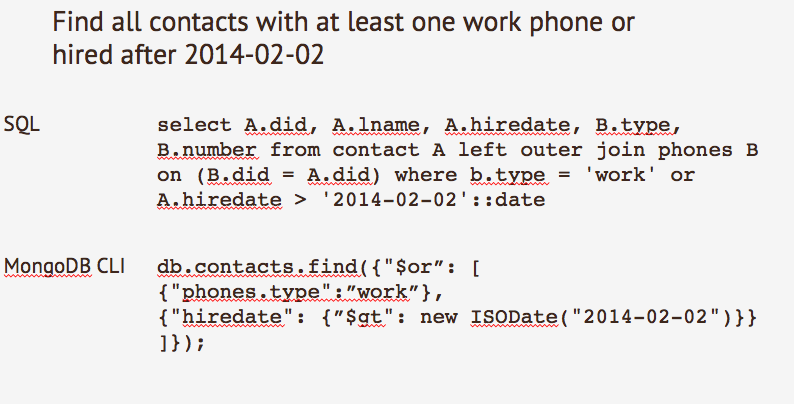 Find all contacts with at least one work phone or
hired after 2014-02-02
SQL
select A.did, A.lname, A.hiredate, B.type,
B.number from contact A left outer join phones B
on (B.did = A.did) where b.type = 'work' or
A.hiredate > '2014-02-02'::date
MongoDB CLI
db.contacts.find({"$or”: [
{"phones.type":”work”},
{"hiredate": {”$gt": new ISODate("2014-02-02")}}
]});